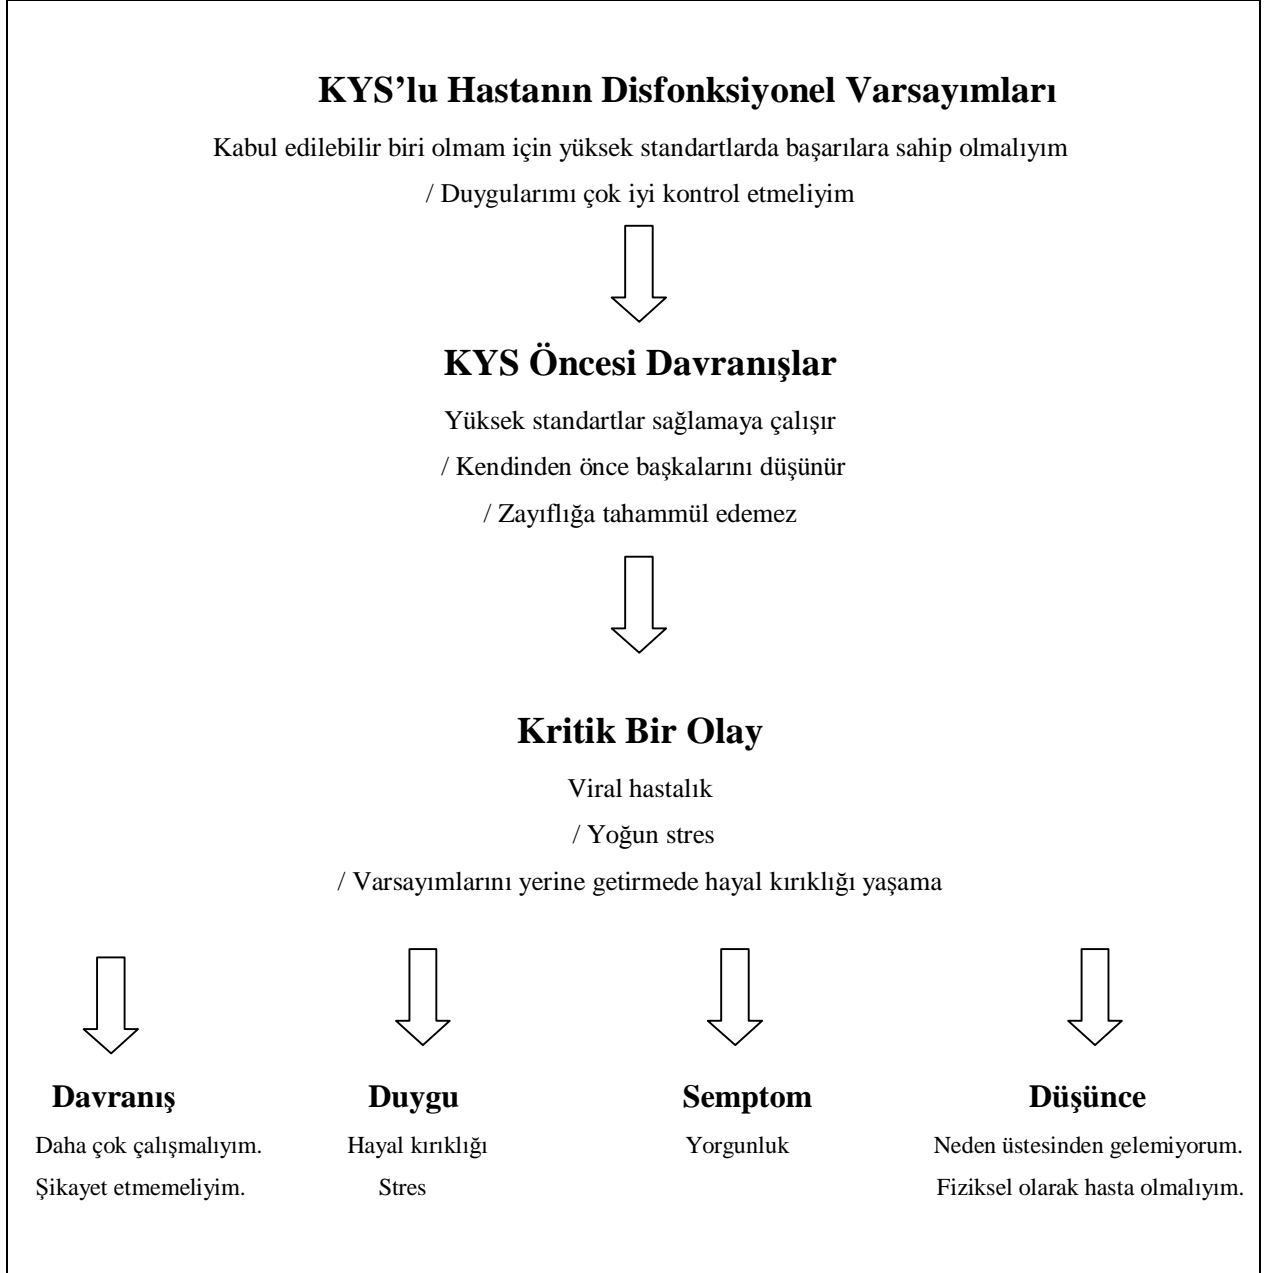 KYS’lu Hastanın Disfonksiyonel Varsayımları
Kabul edilebilir biri olmam için yüksek standartlarda başarılara sahip olmalıyım
/ Duygularımı çok iyi kontrol etmeliyim
KYS Öncesi Davranışlar
Yüksek standartlar sağlamaya çalışır
/ Kendinden önce başkalarını düşünür
/ Zayıflığa tahammül edemez
Kritik Bir Olay
Viral hastalık
/ Yoğun stres
/ Varsayımlarını yerine getirmede hayal kırıklığı yaşama
Davranış
Daha çok çalışmalıyım.
Şikayet etmemeliyim.
Duygu
Hayal kırıklığı
Stres
Semptom
Yorgunluk
Düşünce
Neden üstesinden gelemiyorum.
Fiziksel olarak hasta olmalıyım.